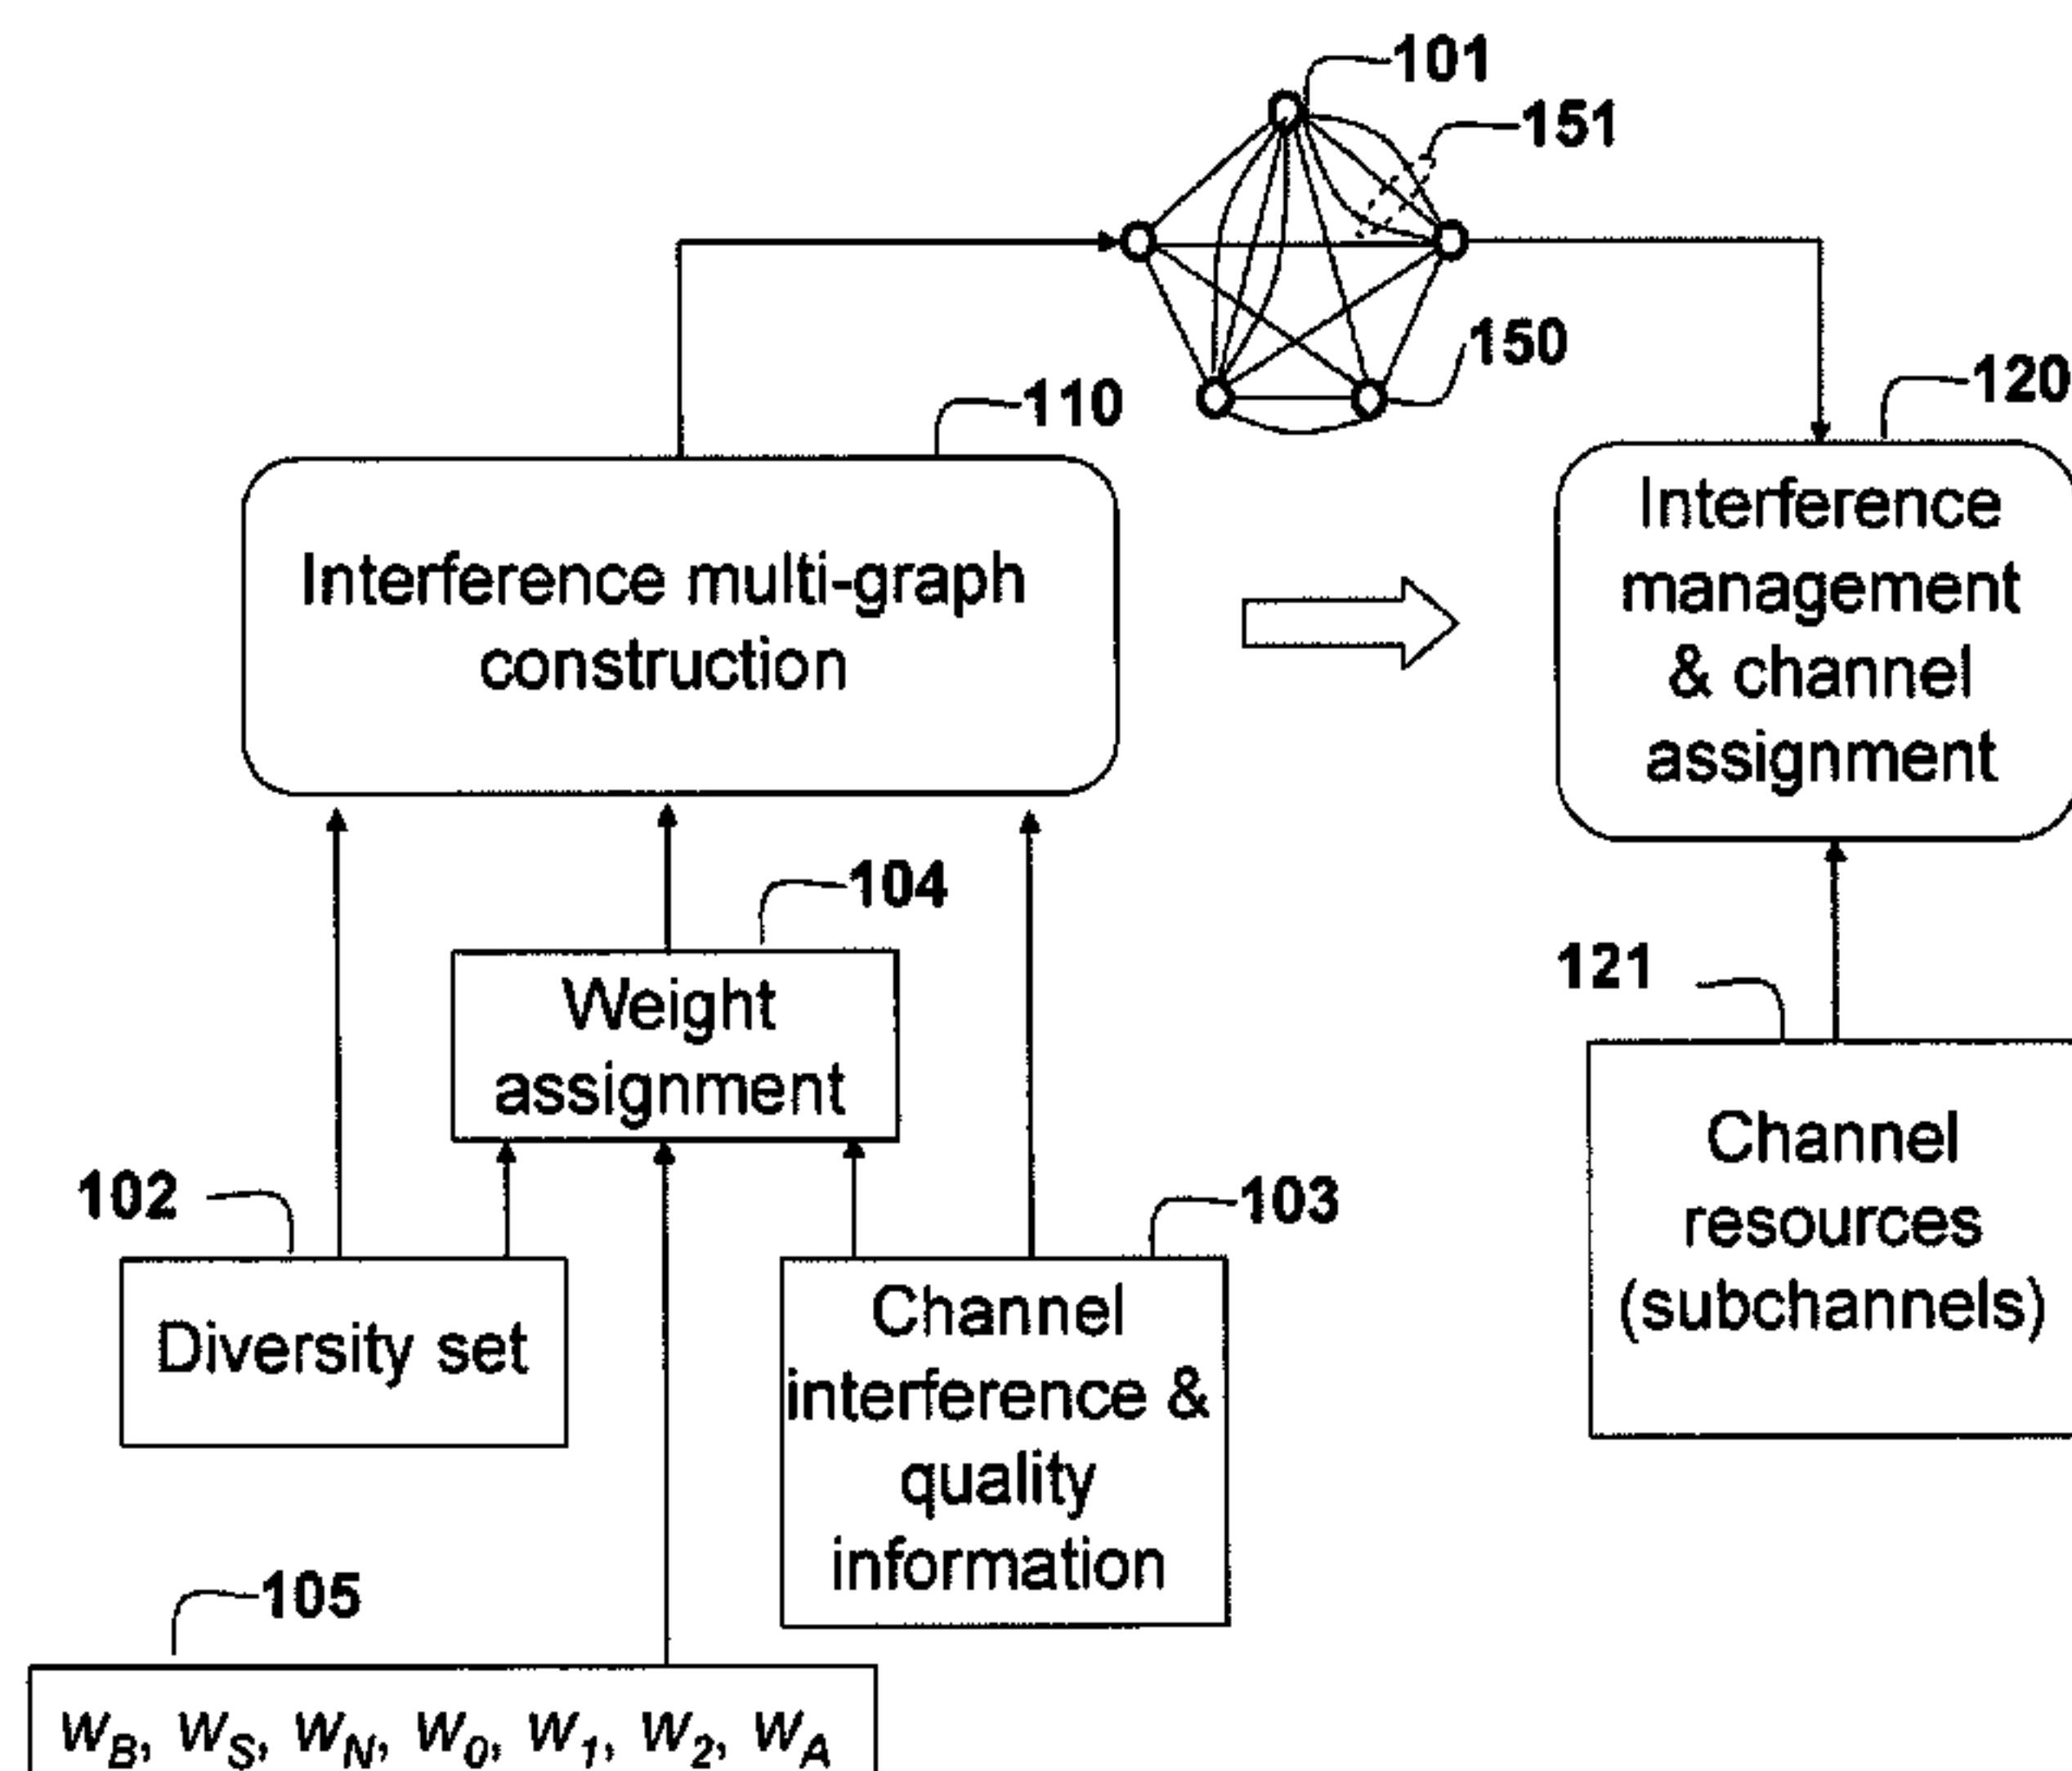 101
151
150
120
110
Interference multi-graph
construction
Interference
management
& channel
assignment
104
Weight
assignment
121
102
103
Diversity set
Channel
interference &
quality
information
Channel
resources
(subchannels)
105
W_B, W_S, W_N, W_0, W_1, W_2, W_A